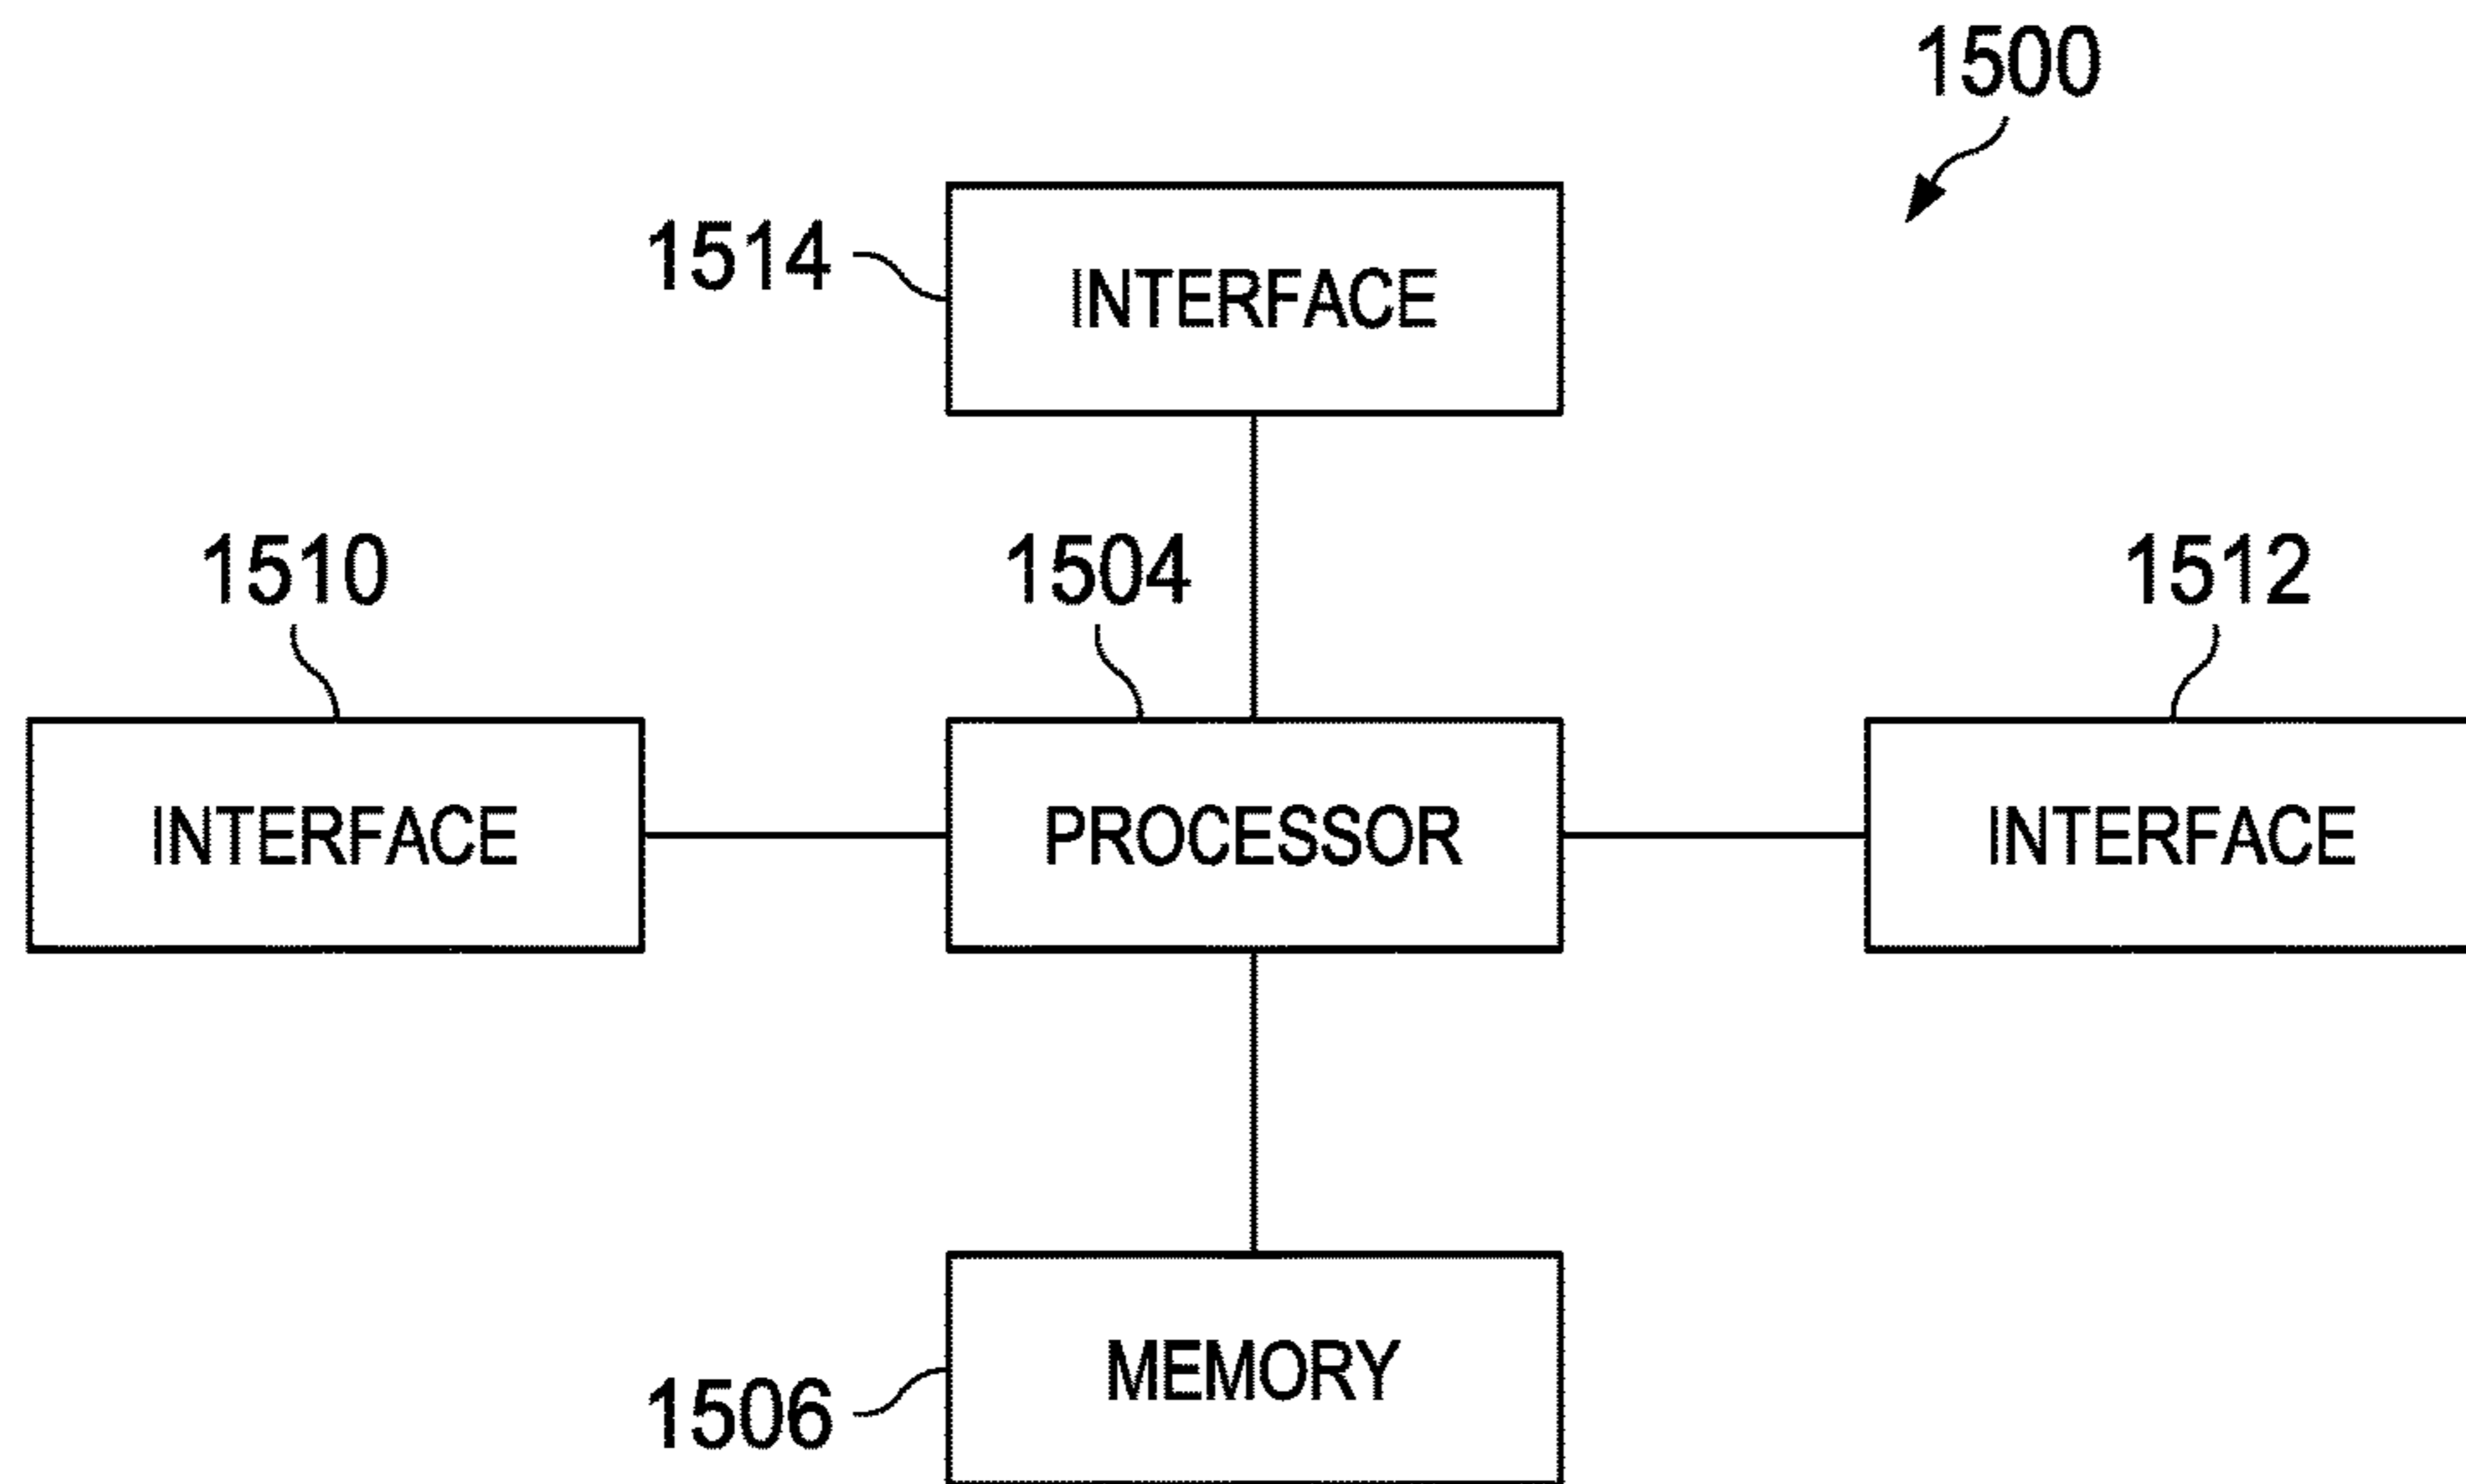 1500
1514
INTERFACE
1510
1504
1512
INTERFACE
PROCESSOR
INTERFACE
MEMORY
1506